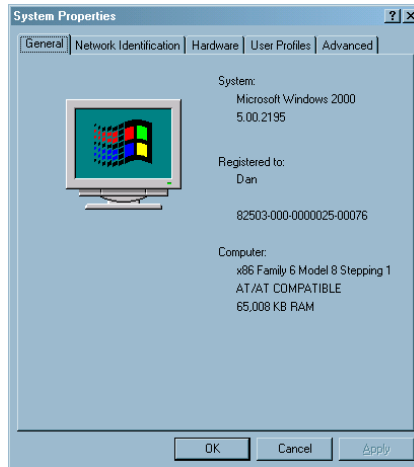 System Properties
General Network Identification Hardware User Profiles Advanced
System:
Microsoft Windows 2000
5.00.2195
Registered to:
Dan
82503-000-0000025-00076
Computer:
x86 Family 6 Model 8 Stepping 1
AT/AT COMPATIBLE
65,008 KB RAM
OK Cancel Apply